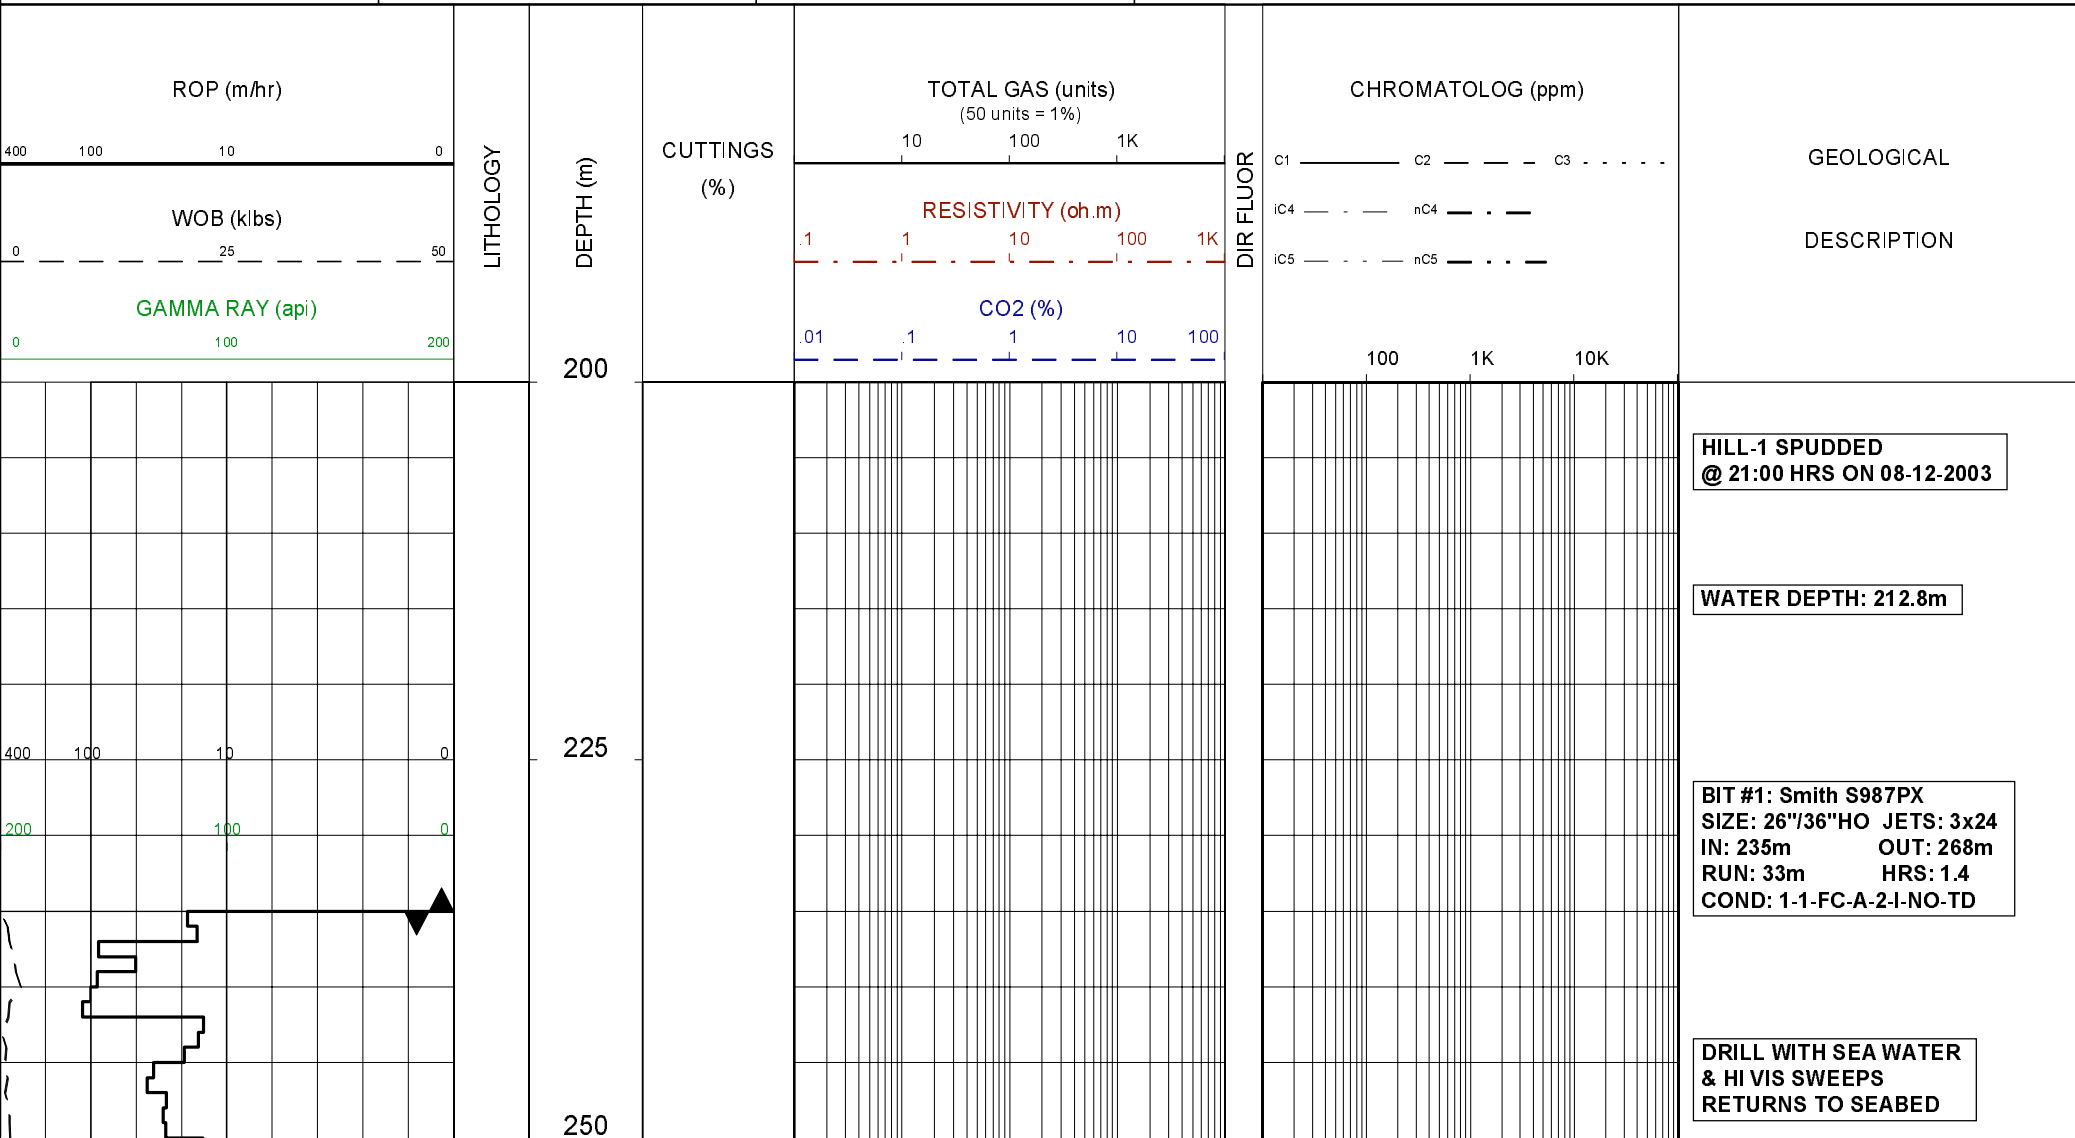 ROP (m/hr)
400 100 10 0
WOB (klbs)
0 25 50
GAMMA RAY (api)
0 100 200
LITHOLOGY
DEPTH (m)
CUTTINGS
(%)
TOTAL GAS (units)
(50 units = 1%)
10 100 1K
RESISTIVITY (oh.m)
.1 1 10 100 1K
CO2 (%)
.01 .1 1 10 100
DIR FLUOR
CHROMATOLOG (ppm)
C1 C2 C3
iC4 nC4
iC5 nC5
100 1K 10K
GEOLOGICAL
DESCRIPTION
200
HILL-1 SPUDDED
@ 21:00 HRS ON 08-12-2003
WATER DEPTH: 212.8m
400 100 10 0
225
200 100 0
BIT #1: Smith S987PX
SIZE: 26"/36"HO JETS: 3x24
IN: 235m OUT: 268m
RUN: 33m HRS: 1.4
COND: 1-1-FC-A-2-I-NO-TD
DRILL WITH SEA WATER
& HI VIS SWEEPS
RETURNS TO SEABED
250